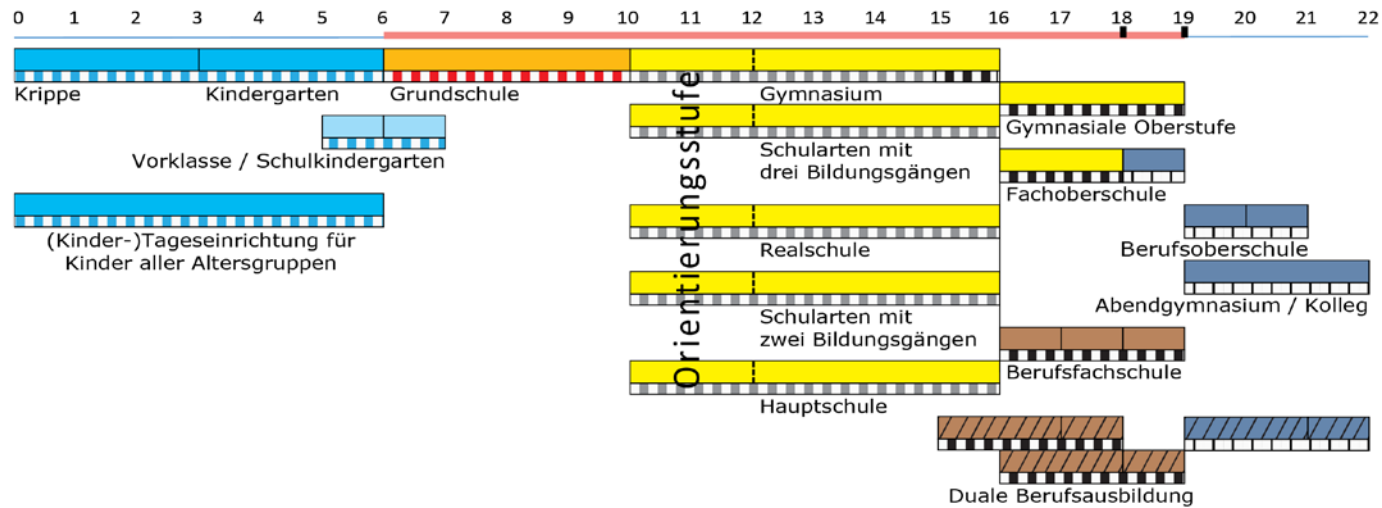 0 1 2 3 4 5 6 7 8 9 10 11 12 13 14 15 16 17 18 19 20 21 22
Krippe
Kindergarten
Grundschule
Gymnasium
Gymnasiale Oberstufe
Vorklasse / Schulkindergarten
Schularten mit
drei Bildungsgängen
Fachoberschule
Orientierungsstufe
(Kinder-)Tageseinrichtung für
Kinder aller Altersgruppen
Realschule
Berufsoberschule
Abendgymnasium / Kolleg
Schularten mit
zwei Bildungsgängen
Berufsfachschule
Hauptschule
Duale Berufsausbildung